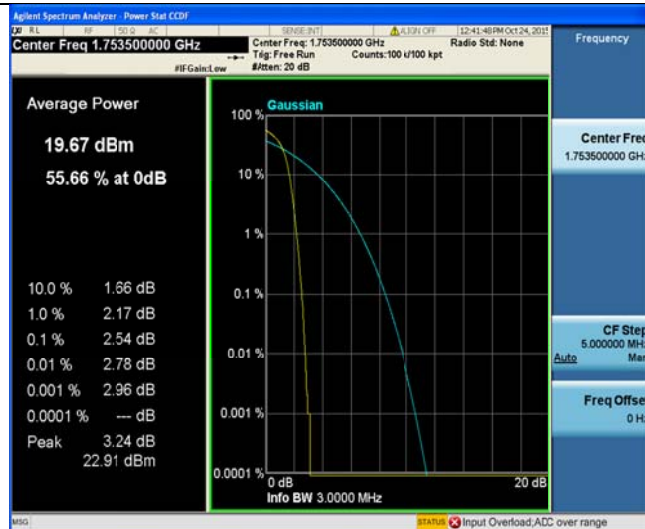 Agilent Spectrum Analyzer - Power Stat CCDF
RL RF 50 Ω AC SENSE:INT ALIGN OFF 12:41:48 PM Oct 24, 2015
Center Freq 1.753500000 GHz
Center Freq: 1.753500000 GHz
Radio Std: None
Trig: Free Run Counts:100 k/100 kpt
#IFGain:Low
#Atten: 20 dB
Frequency
Average Power
19.67 dBm
55.66 % at 0dB
10.0 % 1.66 dB
1.0 % 2.17 dB
0.1 % 2.54 dB
0.01 % 2.78 dB
0.001 % 2.96 dB
0.0001 % --- dB
Peak 3.24 dB
22.91 dBm
Gaussian
100 %
10 %
1 %
0.1 %
0.01 %
0.001 %
0.0001 %
0 dB
20 dB
Info BW 3.0000 MHz
Center Freq
1.753500000 GHz
CF Step
5.000000 MHz
Auto Man
Freq Offset
0 Hz
MSG
STATUS Input Overload;ADC over range